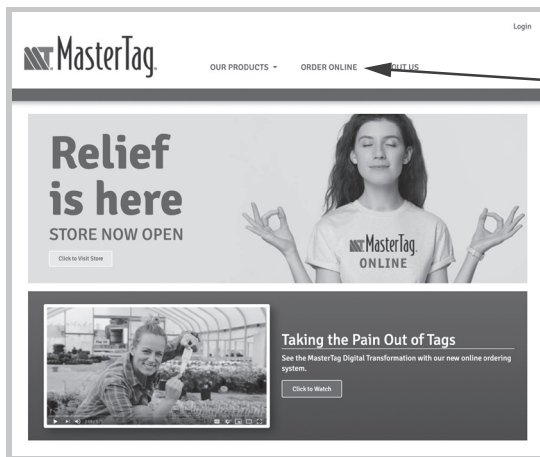 Login
MT MasterTag
OUR PRODUCTS
ORDER ONLINE
OUT US
Relief
is here
STORE NOW OPEN
Click to Visit Store
MT MasterTag
ONLINE
Taking the Pain Out of Tags
See the MasterTag Digital Transformation with our new online ordering
system.
Click to Watch